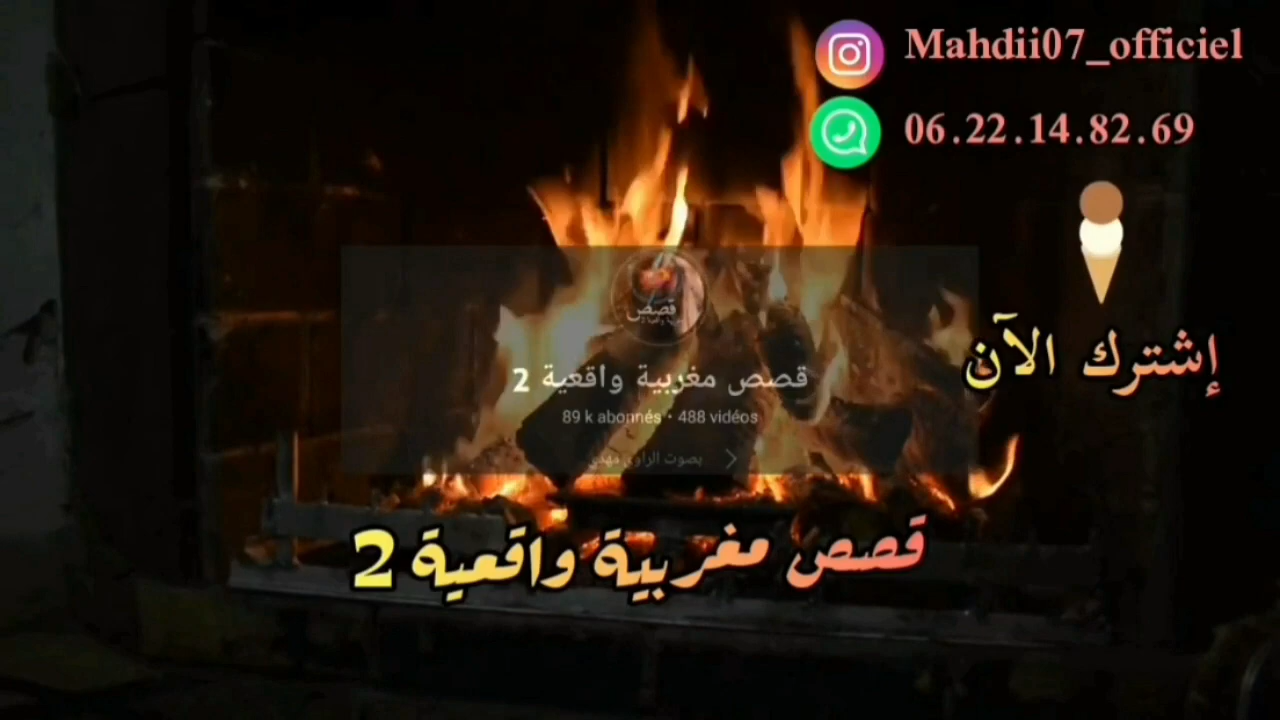 Mahdii07_officiel
06.22.14.82.69
إشترك الآن
قصص
قصص مغربية واقعية 2
89 k abonnés • 488 vidéos
بصوت الراوي مهدي
قصص مغربية واقعية 2